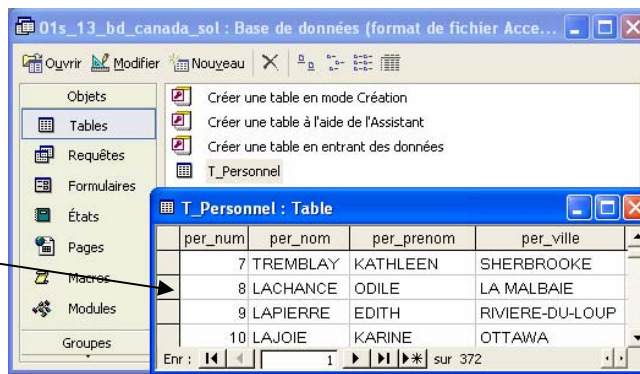 01s_13_bd_canada_sol : Base de données (format de fichier Acce...
Ouvrir Modifier Nouveau
Objets
Tables
Requêtes
Formulaires
États
Pages
Macros
Modules
Groupes
Créer une table en mode Création
Créer une table à l'aide de l'Assistant
Créer une table en entrant des données
T_Personnel
T_Personnel : Table
per_num per_nom per_prenom per_ville
7 TREMBLAY KATHLEEN SHERBROOKE
8 LACHANCE ODILE LA MALBAIE
9 LAPIERRE EDITH RIVIERE-DU-LOUP
10 LAJOIE KARINE OTTAWA
Enr : 1 sur 372